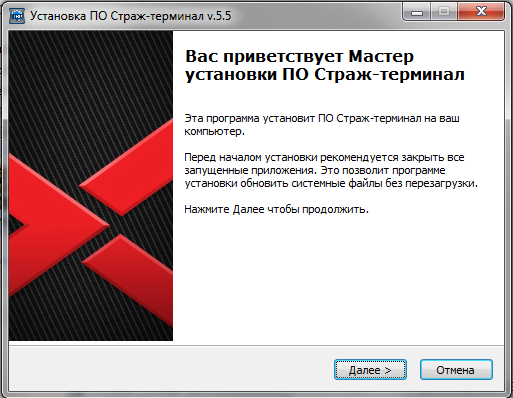 Установка ПО Страж-терминал v.5.5
Вас приветствует Мастер
установки ПО Страж-терминал
Эта программа установит ПО Страж-терминал на ваш
компьютер.
Перед началом установки рекомендуется закрыть все
запущенные приложения. Это позволит программе
установки обновить системные файлы без перезагрузки.
Нажмите Далее чтобы продолжить.
Далее >
Отмена